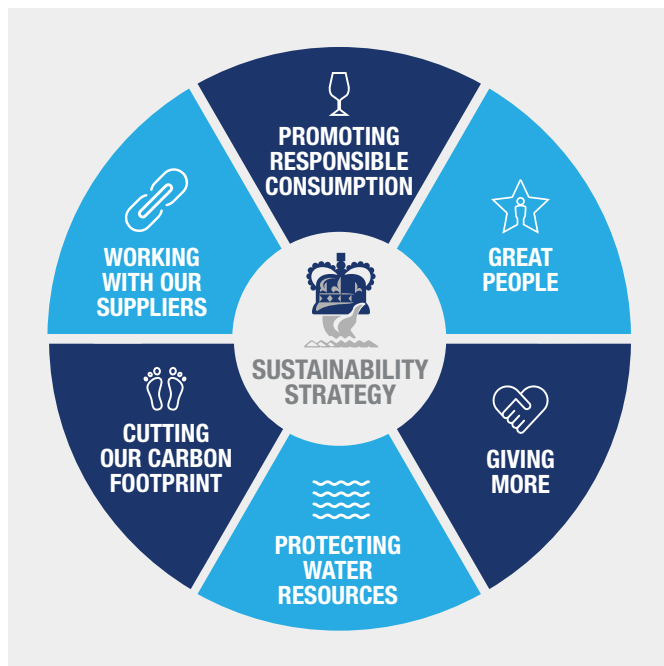 PROMOTING
RESPONSIBLE
CONSUMPTION
GREAT
PEOPLE
GIVING
MORE
PROTECTING
WATER
RESOURCES
CUTTING
OUR CARBON
FOOTPRINT
WORKING
WITH OUR
SUPPLIERS
SUSTAINABILITY
STRATEGY